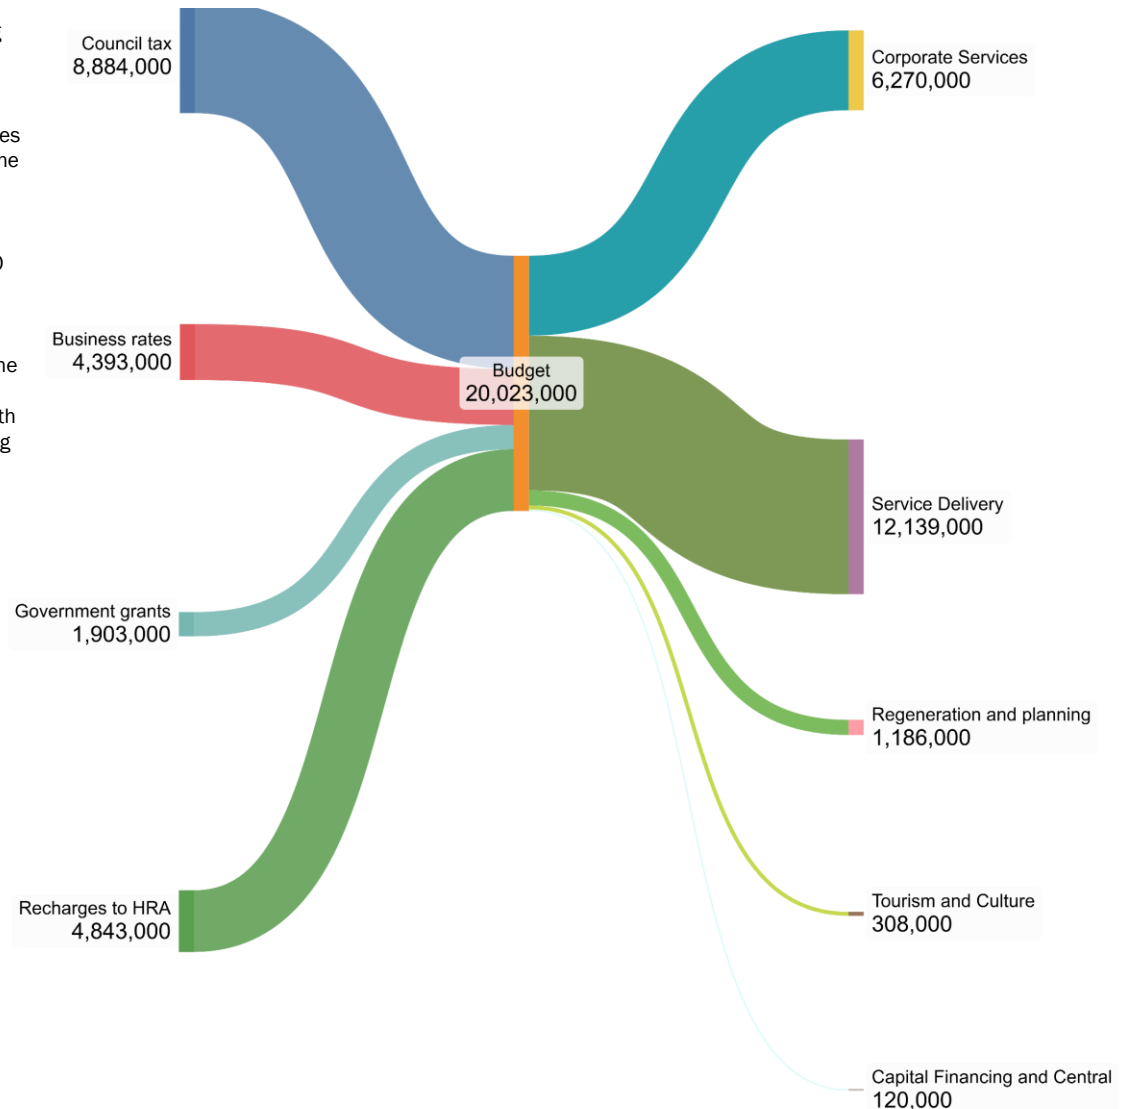 Council tax
8,884,000
Business rates
4,393,000
Government grants
1,903,000
Recharges to HRA
4,843,000
Budget
20,023,000
Corporate Services
6,270,000
Service Delivery
12,139,000
Regeneration and planning
1,186,000
Tourism and Culture
308,000
Capital Financing and Central
120,000